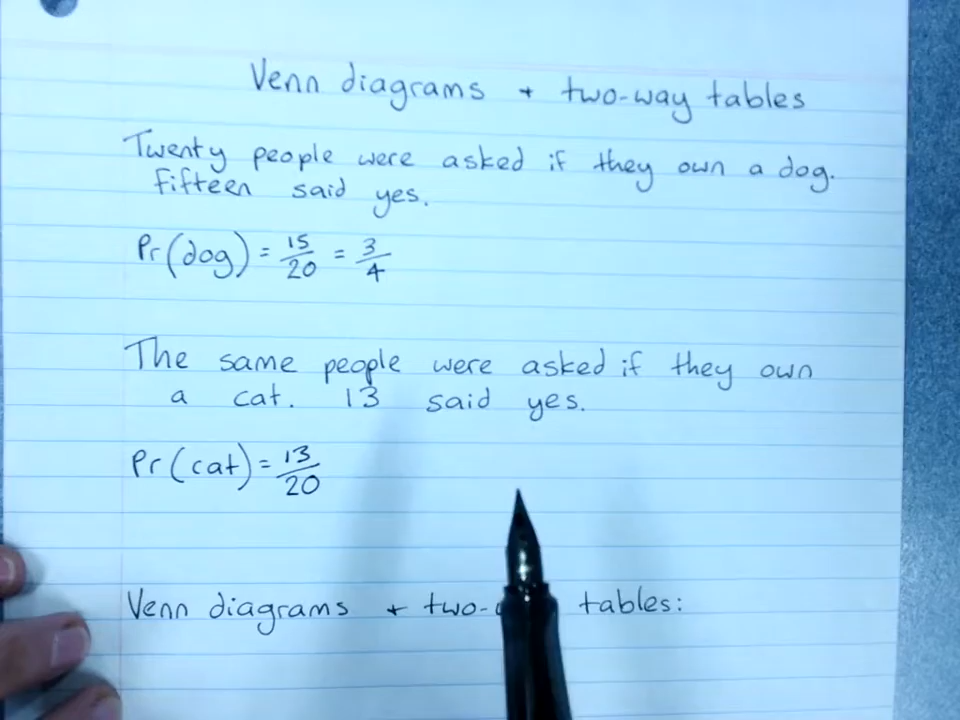 Venn diagrams + two-way tables
Twenty people were asked if they own a dog.
Fifteen said yes.
Pr(dog) = 15/20 = 3/4
The same people were asked if they own
a cat. 13 said yes.
Pr(cat) = 13/20
Venn diagrams + two- tables: